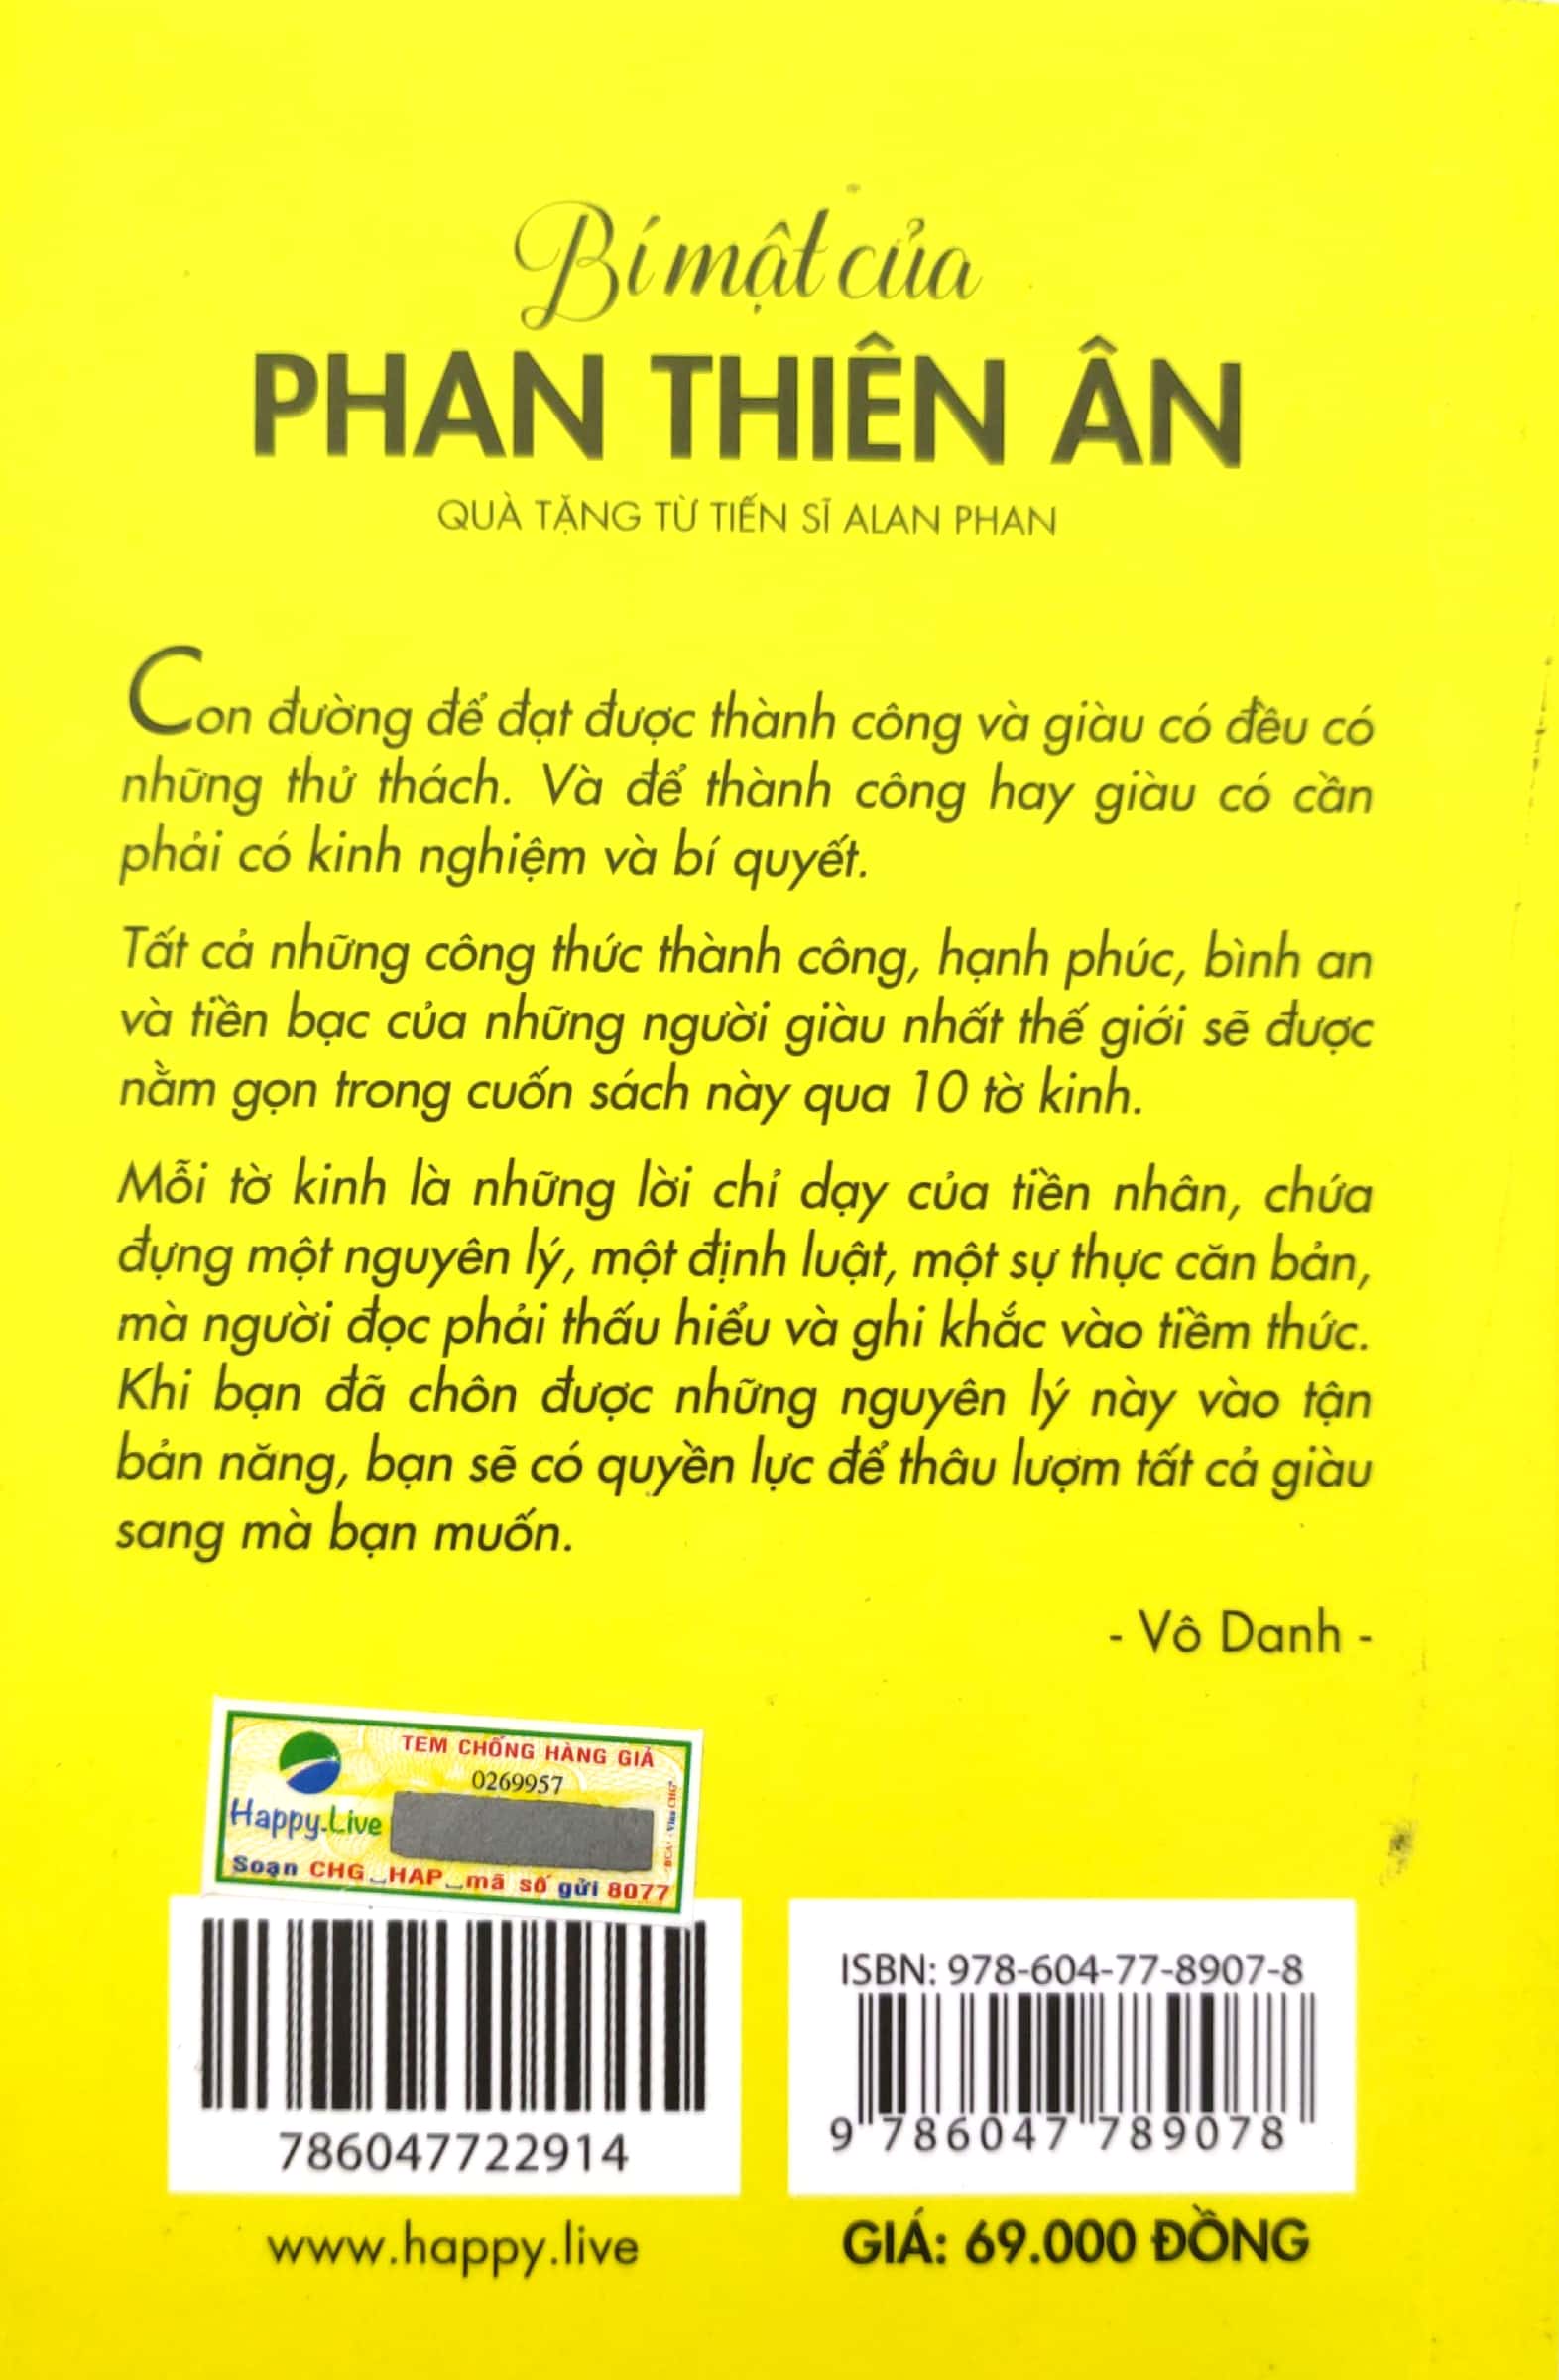 Bí mật của
PHAN THIÊN ÂN
QUÀ TẶNG TỪ TIẾN SĨ ALAN PHAN
Con đường để đạt được thành công và giàu có đều có
những thử thách. Và để thành công hay giàu có cần
phải có kinh nghiệm và bí quyết.
Tất cả những công thức thành công, hạnh phúc, bình an
và tiền bạc của những người giàu nhất thế giới sẽ được
nằm gọn trong cuốn sách này qua 10 tờ kinh.
Mỗi tờ kinh là những lời chỉ dạy của tiền nhân, chứa
đựng một nguyên lý, một định luật, một sự thực căn bản,
mà người đọc phải thấu hiểu và ghi khắc vào tiềm thức.
Khi bạn đã chôn được những nguyên lý này vào tận
bản năng, bạn sẽ có quyền lực để thâu lượm tất cả giàu
sang mà bạn muốn.
- Vô Danh -
TEM CHỐNG HÀNG GIẢ
0269957
Happy.Live
Soạn CHG_HAP_mã số gửi 8077
ISBN: 978-604-77-8907-8
9 786047 789078
786047722914
www.happy.live
GIÁ: 69.000 ĐỒNG